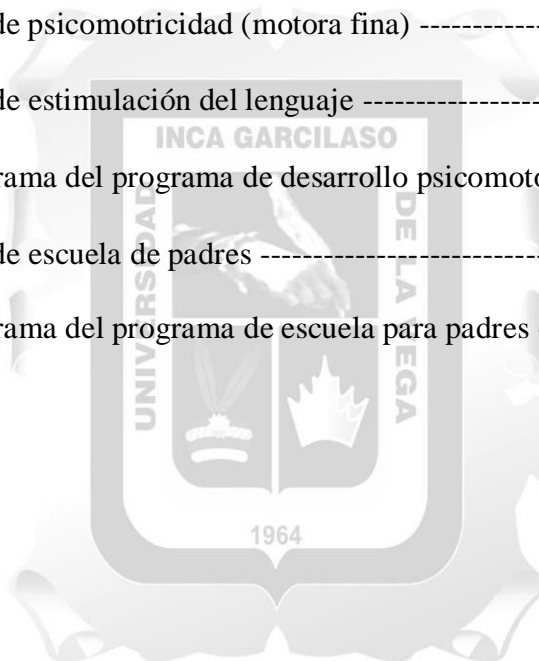 de psicomotricidad (motora fina) ------------
de estimulación del lenguaje ------------------
INCA GARCILASO
rama del programa de desarrollo psicomoto
de escuela de padres ----------------------------
rama del programa de escuela para padres -
UNIVERSIDAD
DE LA VEGA
1964